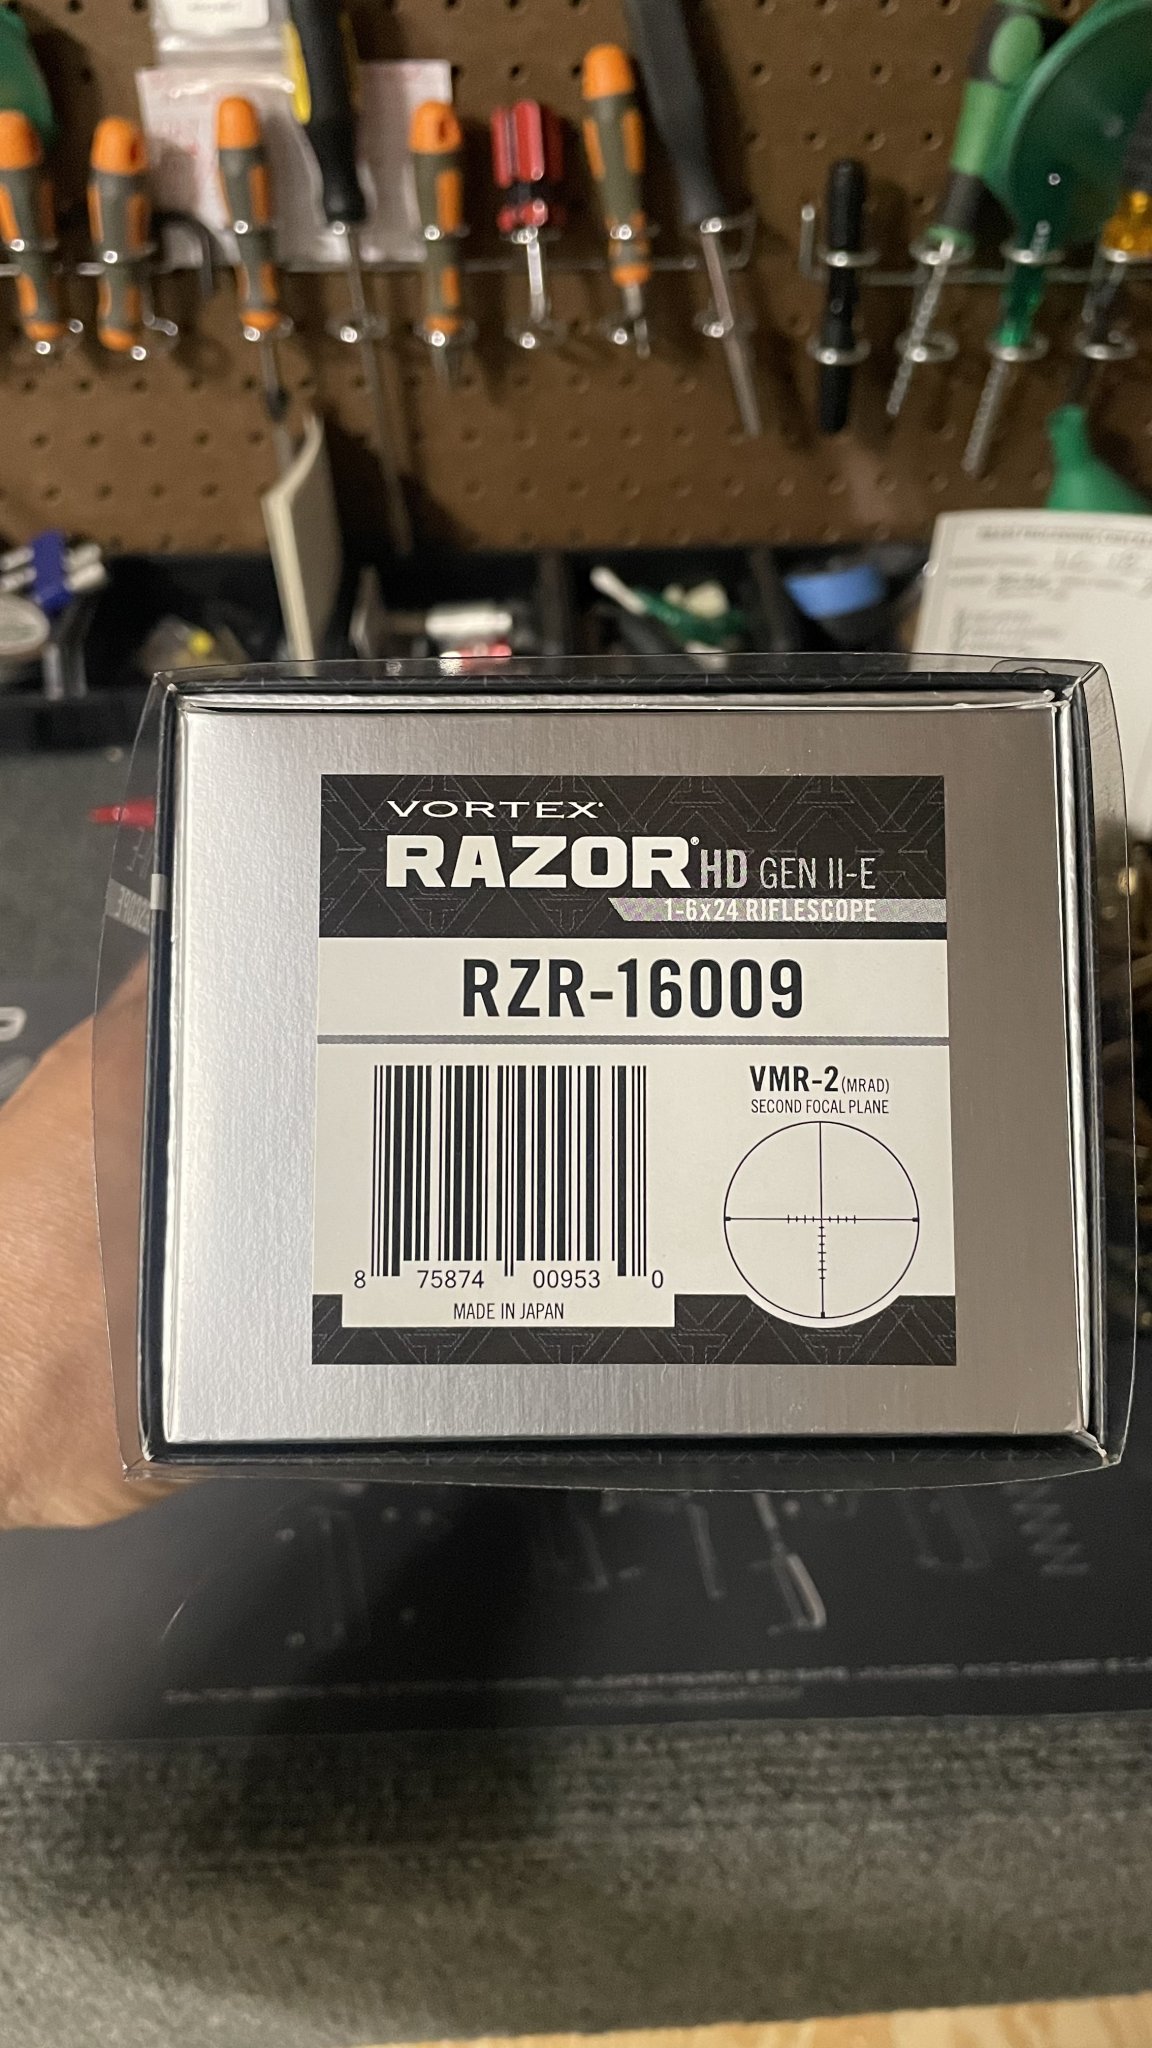 VORTEX®
RAZOR® HD GEN II-E
1-6x24 RIFLESCOPE
RZR-16009
VMR-2 (MRAD)
SECOND FOCAL PLANE
8 75874 00953 0
MADE IN JAPAN